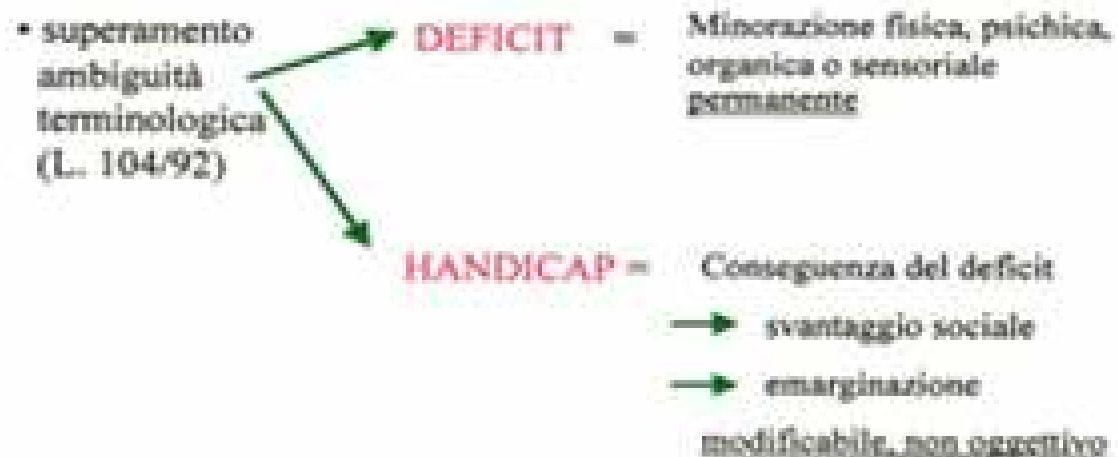 • superamento
ambiguità
terminologica
(L. 104/92)
DEFICIT =
Minorazione fisica, psichica,
organica o sensoriale
permanente
HANDICAP =
Conseguenza del deficit
svantaggio sociale
emarginazione
modificabile, non oggettivo